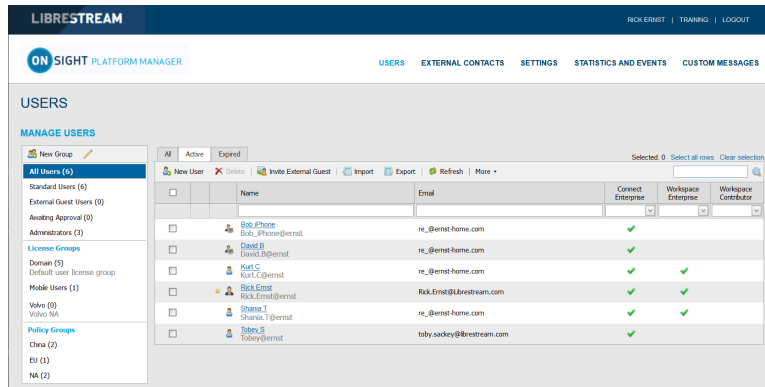 LIBRESTREAM
RICK ERNST | TRAINING | LOGOUT
ON SIGHT PLATFORM MANAGER
USERS EXTERNAL CONTACTS SETTINGS STATISTICS AND EVENTS CUSTOM MESSAGES
USERS
MANAGE USERS
New Group
All Users (6)
Standard Users (6)
External Guest Users (0)
Awaiting Approval (0)
Administrators (3)
License Groups
Domain (5)
Default user license group
Mobile Users (1)
Volvo (0)
Volvo NA
Policy Groups
China (2)
EU (1)
NA (2)
All Active Expired
Selected: 0 Select all rows Clear selection
New User Delete | Invite External Guest | Import Export | Refresh | More
Name Email Connect Enterprise Workspace Enterprise Workspace Contributor
Bob iPhone
Bob_iPhone@ernst re_@ernst-home.com
David B
David.B@ernst re_@ernst-home.com
Kurt C
Kurt.C@ernst re_@ernst-home.com
Rick Ernst
Rick.Ernst@ernst Rick.Ernst@Librestream.com
Shania T
Shania.T@ernst re_@ernst-home.com
Tobey S
Tobey@ernst toby.sackey@librestream.com